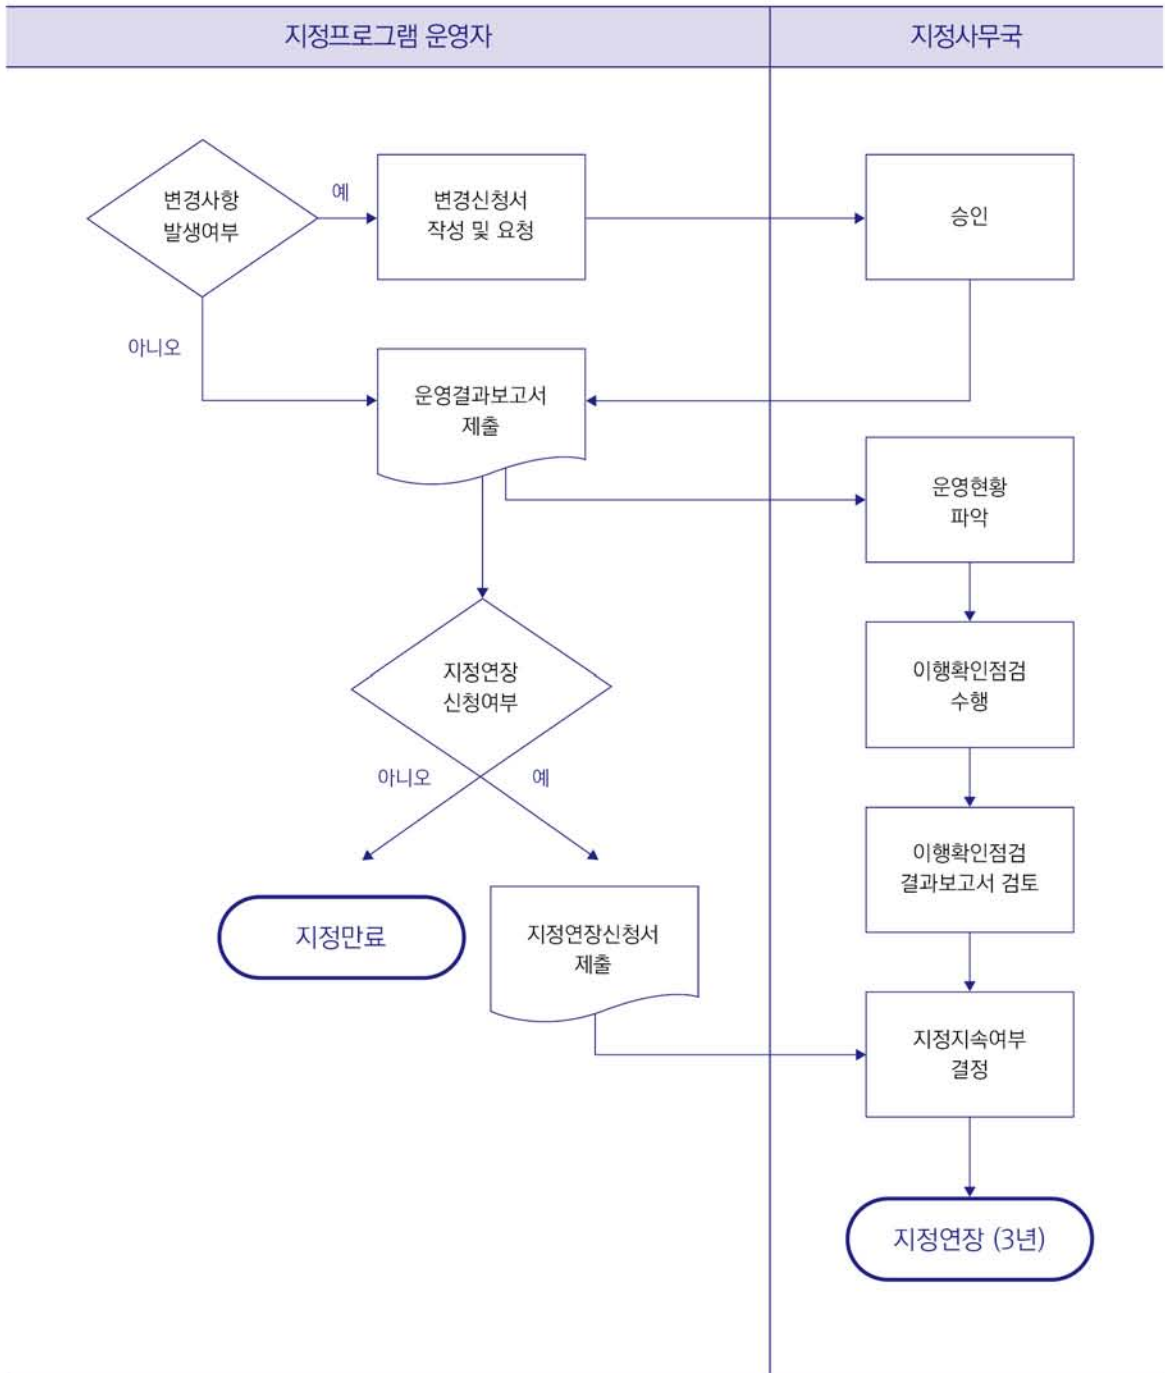 지정프로그램 운영자
지정사무국
변경사항
발생여부
예
변경신청서
작성 및 요청
승인
아니오
운영결과보고서
제출
운영현황
파악
지정연장
신청여부
이행확인점검
수행
아니오
예
이행확인점검
결과보고서 검토
지정만료
지정연장신청서
제출
지정지속여부
결정
지정연장 (3년)